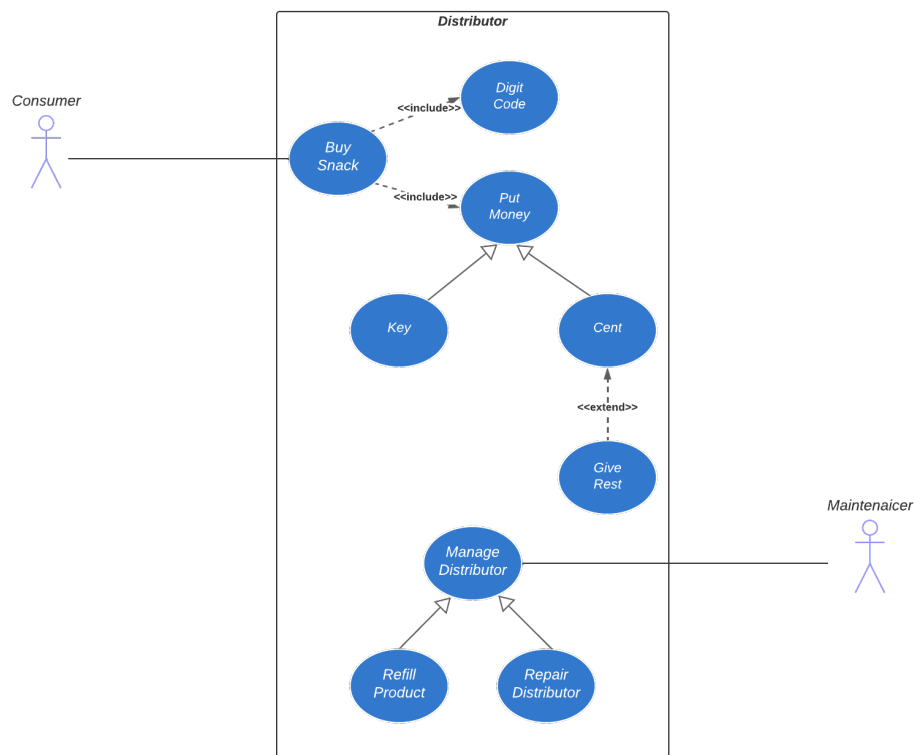 Distributor
Consumer
Digit
Code
<<include>>
Buy
Snack
<<include>>
Put
Money
Key
Cent
<<extend>>
Give
Rest
Maintenaicer
Manage
Distributor
Refill
Product
Repair
Distributor